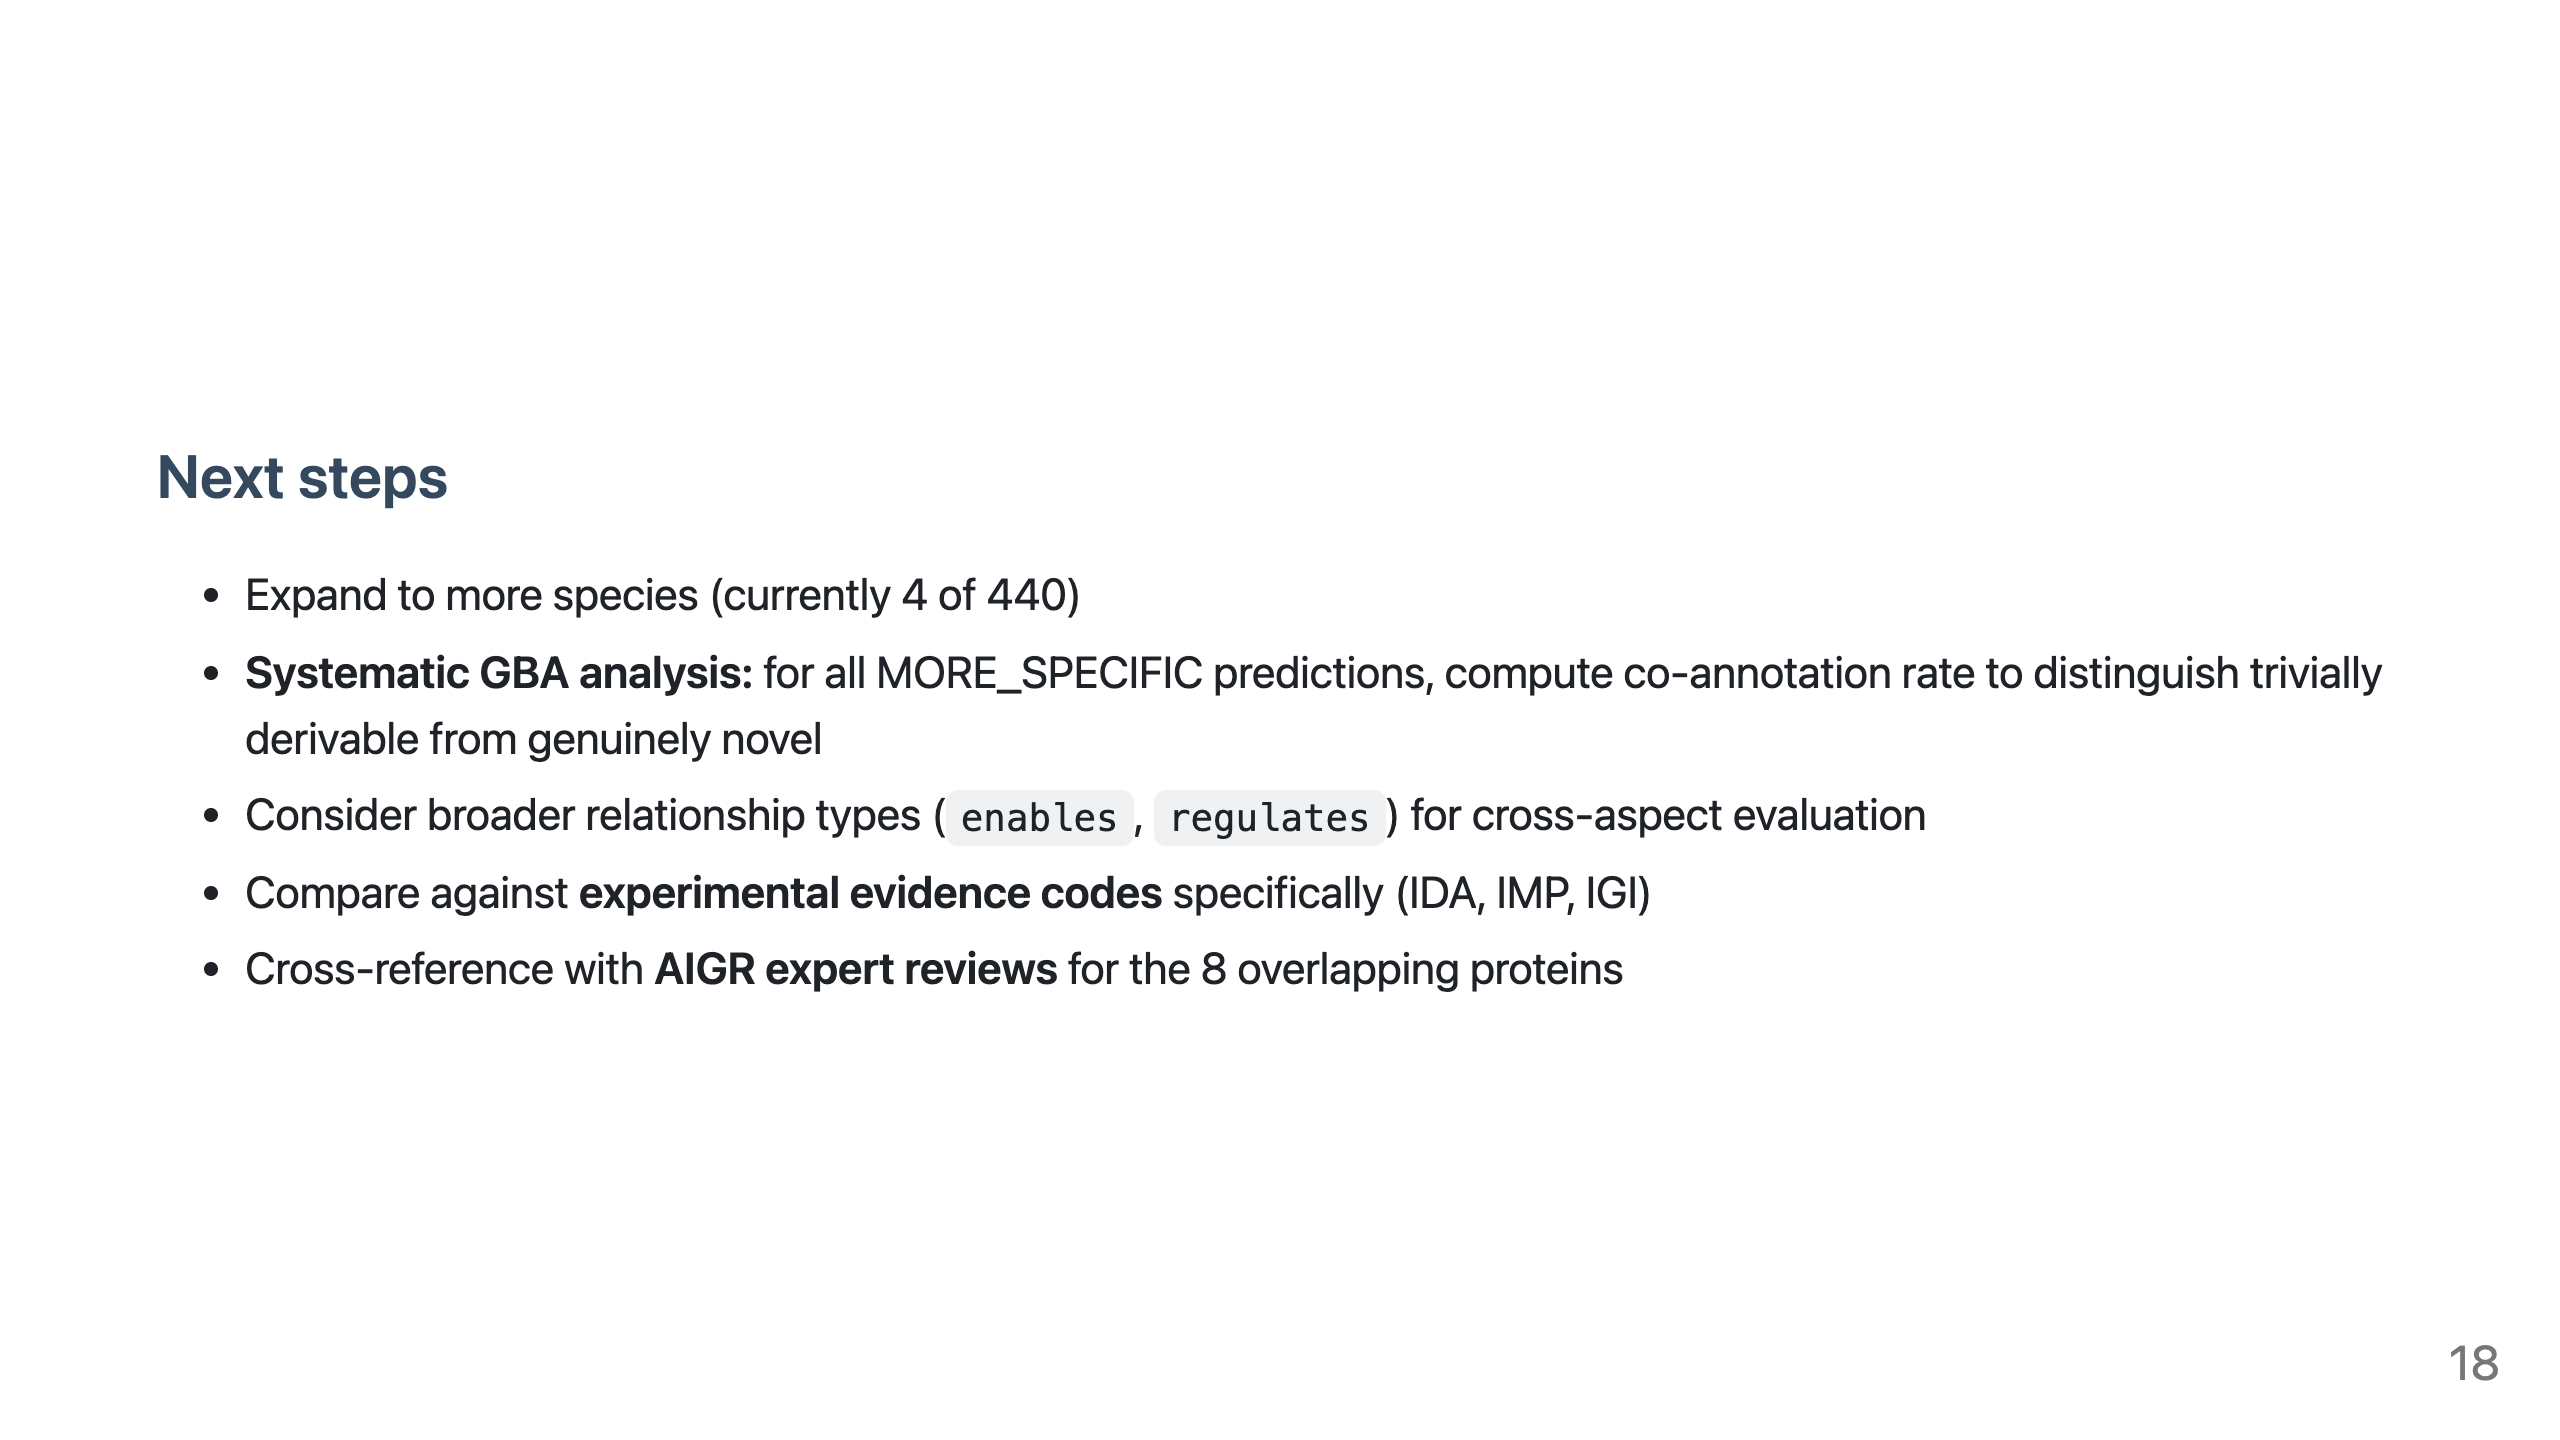 Next steps
• Expand to more species (currently 4 of 440)
• Systematic GBA analysis: for all MORE_SPECIFIC predictions, compute co-annotation rate to distinguish trivially
derivable from genuinely novel
• Consider broader relationship types ( enables , regulates ) for cross-aspect evaluation
• Compare against experimental evidence codes specifically (IDA, IMP, IGI)
• Cross-reference with AIGR expert reviews for the 8 overlapping proteins
18